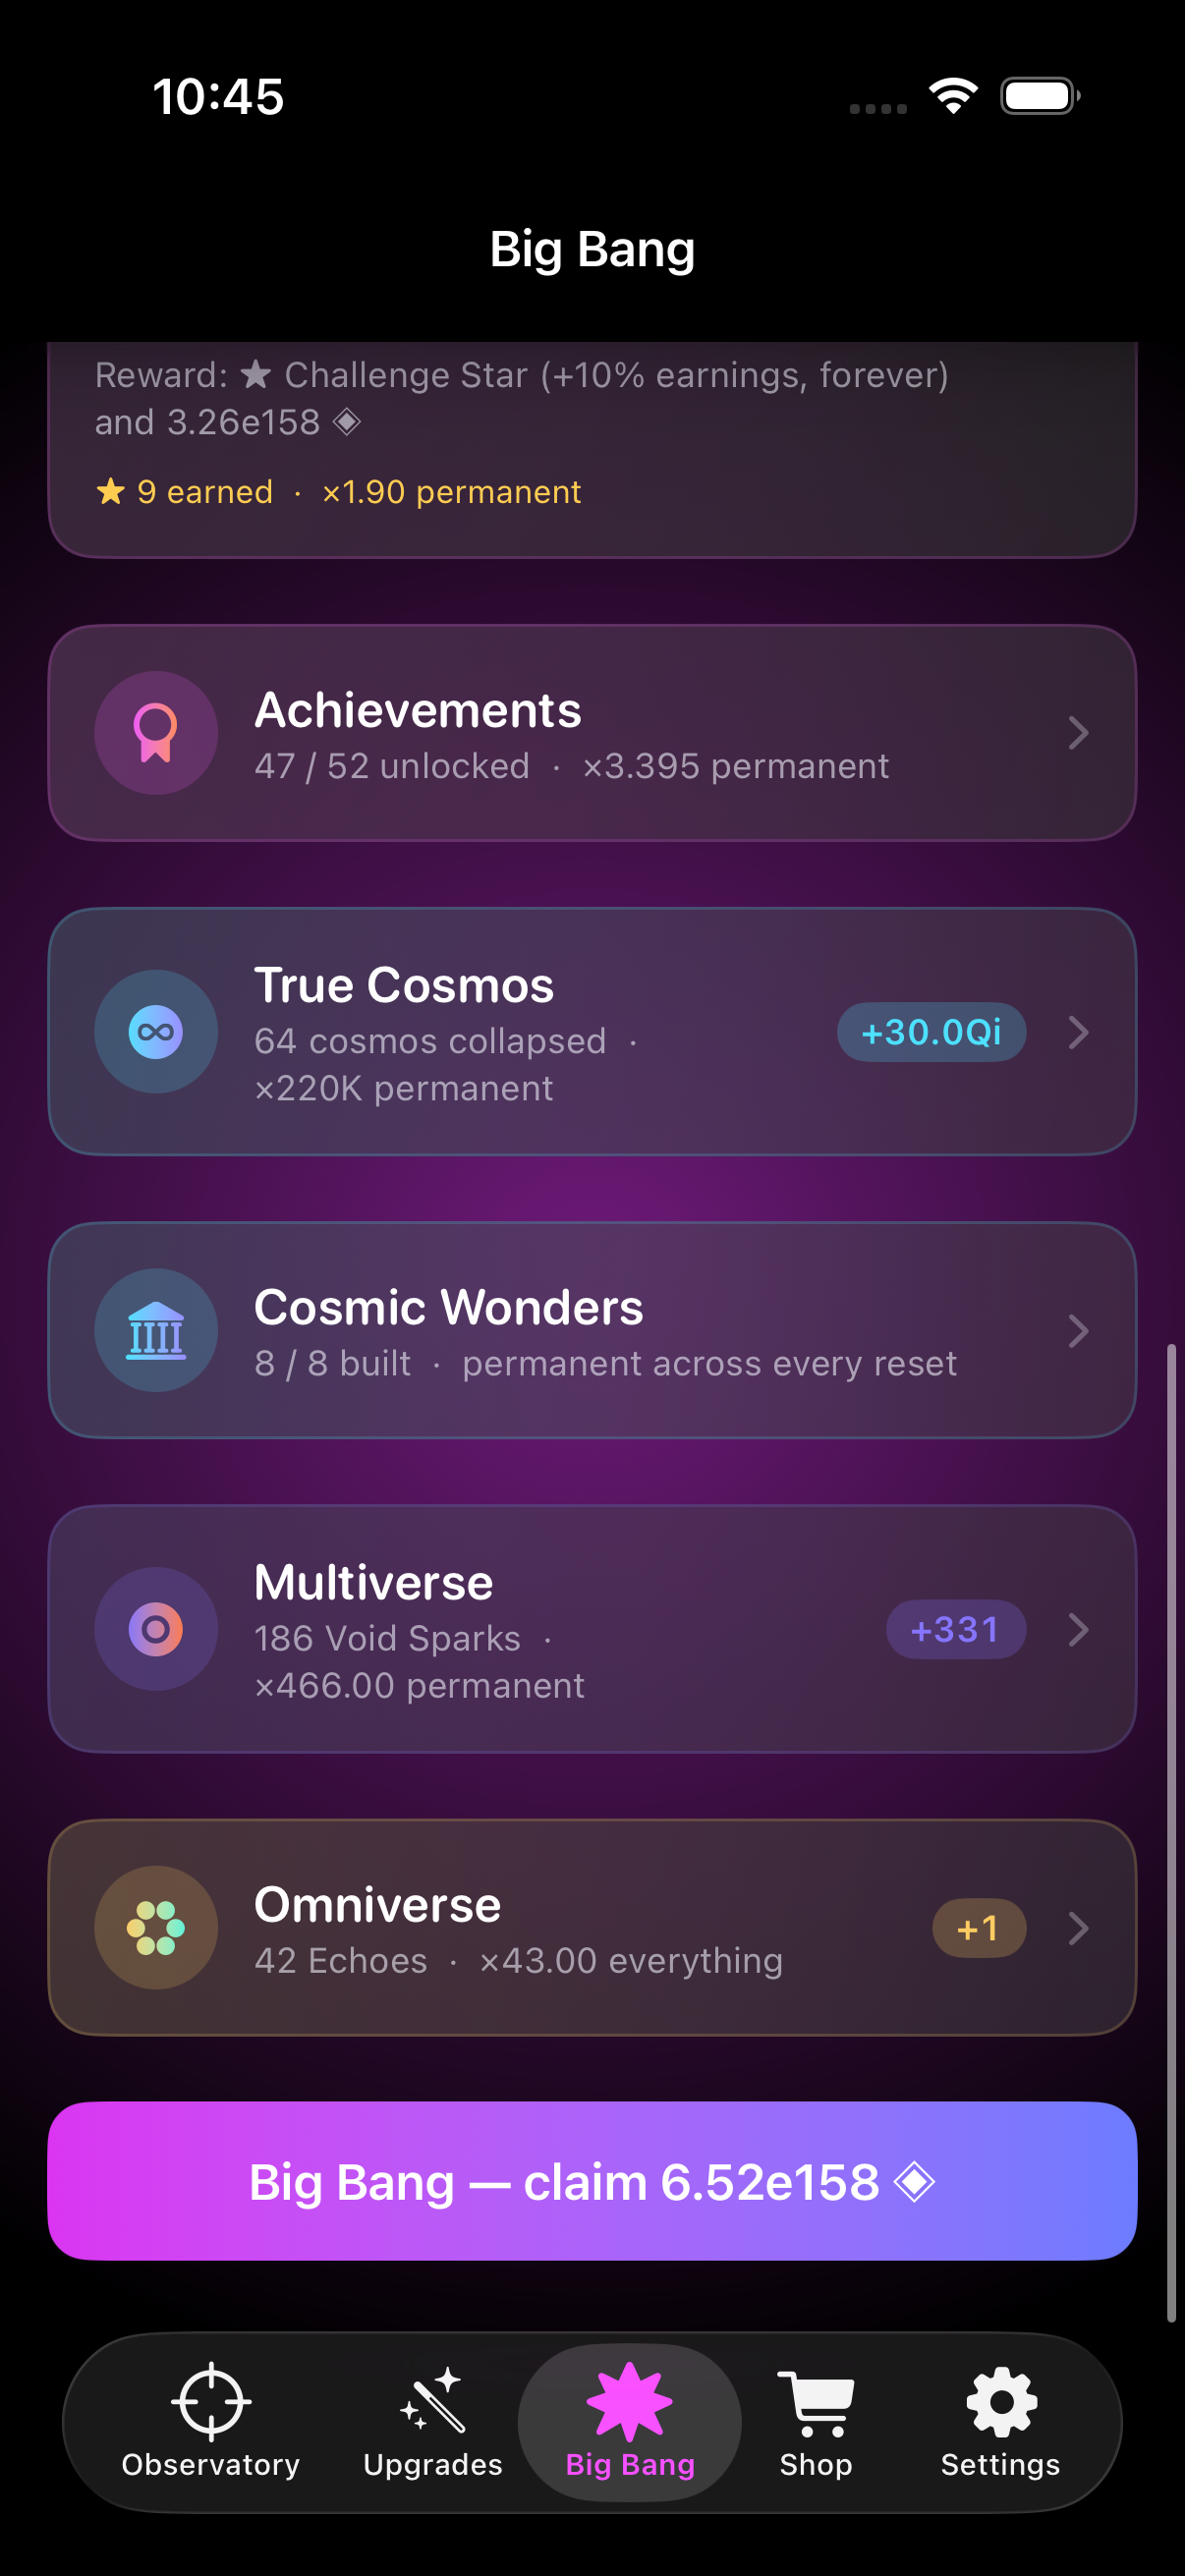 10:45
Big Bang
Reward: ★ Challenge Star (+10% earnings, forever)
and 3.26e158 ◈
★ 9 earned · ×1.90 permanent
Achievements
47 / 52 unlocked · ×3.395 permanent
True Cosmos
64 cosmos collapsed ·
×220K permanent
+30.0Qi
Cosmic Wonders
8 / 8 built · permanent across every reset
Multiverse
186 Void Sparks ·
×466.00 permanent
+331
Omniverse
42 Echoes · ×43.00 everything
+1
Big Bang — claim 6.52e158 ◈
Observatory
Upgrades
Big Bang
Shop
Settings